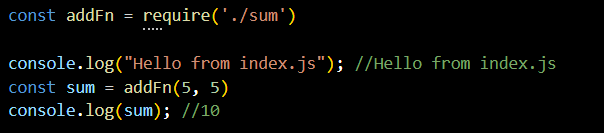 const addFn = require('./sum')
console.log("Hello from index.js"); //Hello from index.js
const sum = addFn(5, 5)
console.log(sum); //10